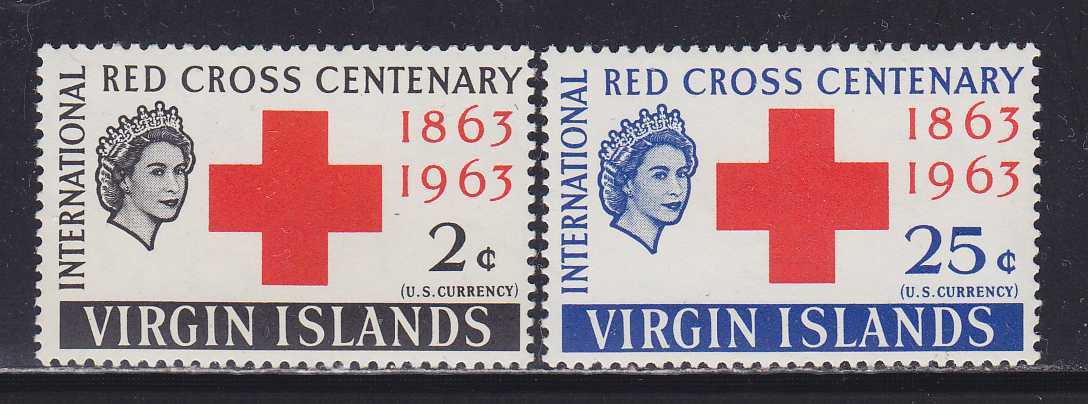 INTERNATIONAL
RED CROSS CENTENARY
1863
1963
2¢
(U.S. CURRENCY)
VIRGIN ISLANDS
INTERNATIONAL
RED CROSS CENTENARY
1863
1963
25¢
(U.S. CURRENCY)
VIRGIN ISLANDS